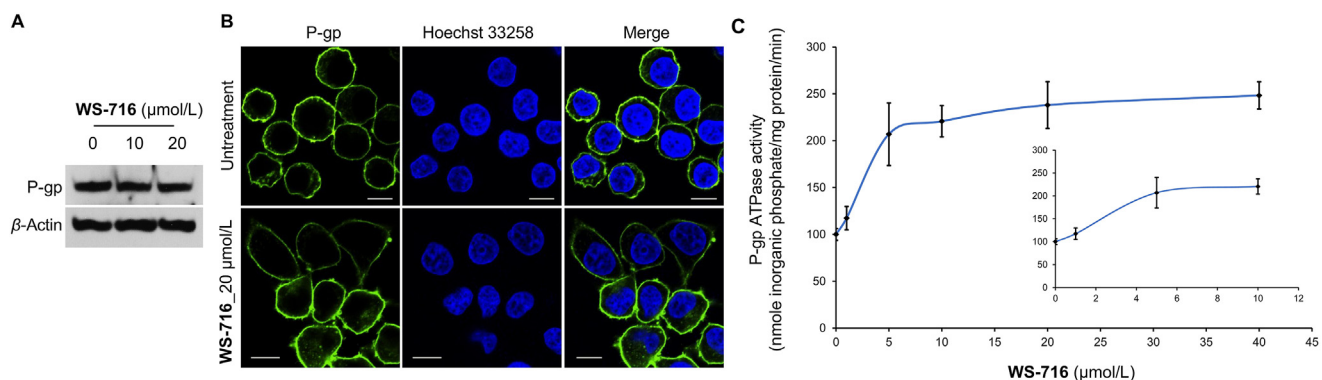 A
WS-716 (μmol/L)
0 10 20
P-gp
β-Actin
B
P-gp Hoechst 33258 Merge
Untreatment
WS-716_20 μmol/L
C
P-gp ATPase activity
(nmole inorganic phosphate/mg protein/min)
300
250
200
150
100
50
0
0 5 10 15 20 25 30 35 40 45
WS-716 (μmol/L)
300
250
200
150
100
50
0
0 2 4 6 8 10 12